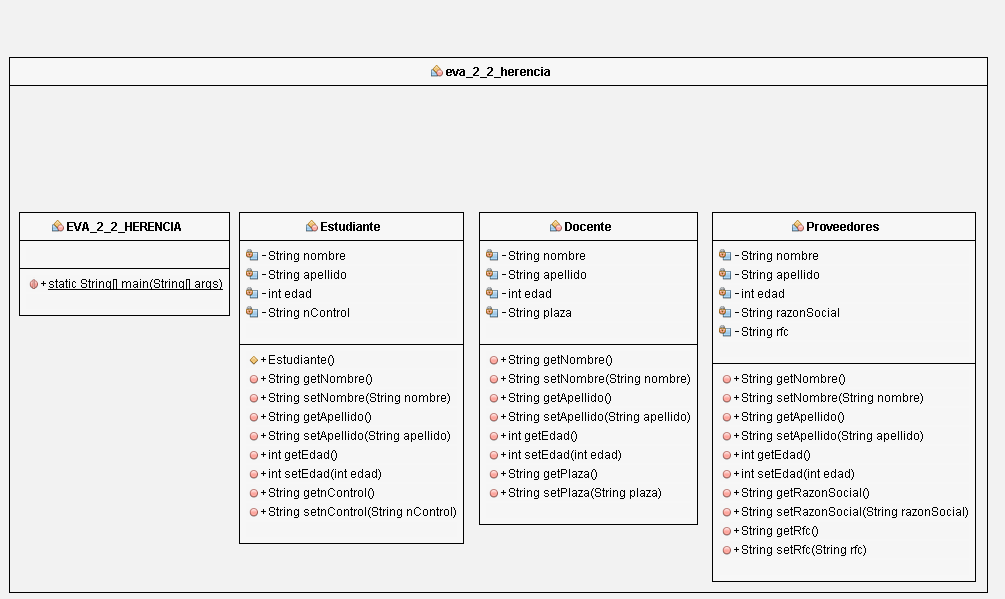 eva_2_2_herencia
EVA_2_2_HERENCIA
+ static String[] main(String[] args)
Estudiante
- String nombre
- String apellido
- int edad
- String nControl
+ Estudiante()
+ String getNombre()
+ String setNombre(String nombre)
+ String getApellido()
+ String setApellido(String apellido)
+ int getEdad()
+ int setEdad(int edad)
+ String getnControl()
+ String setnControl(String nControl)
Docente
- String nombre
- String apellido
- int edad
- String plaza
+ String getNombre()
+ String setNombre(String nombre)
+ String getApellido()
+ String setApellido(String apellido)
+ int getEdad()
+ int setEdad(int edad)
+ String getPlaza()
+ String setPlaza(String plaza)
Proveedores
- String nombre
- String apellido
- int edad
- String razonSocial
- String rfc
+ String getNombre()
+ String setNombre(String nombre)
+ String getApellido()
+ String setApellido(String apellido)
+ int getEdad()
+ int setEdad(int edad)
+ String getRazonSocial()
+ String setRazonSocial(String razonSocial)
+ String getRfc()
+ String setRfc(String rfc)